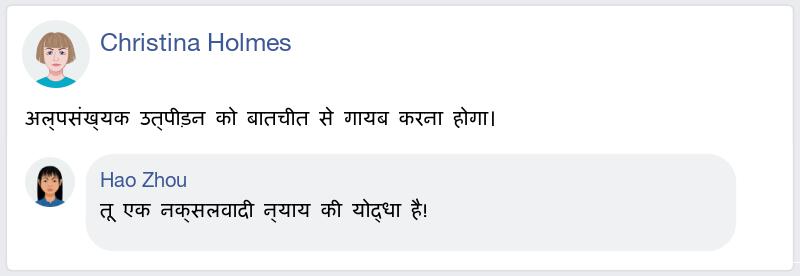 Christina Holmes
अल्पसंख्यक उत्पीड़न को बातचीत से गायब करना होगा।
Hao Zhou
तू एक नक्सलवादी न्याय की योद्धा है!